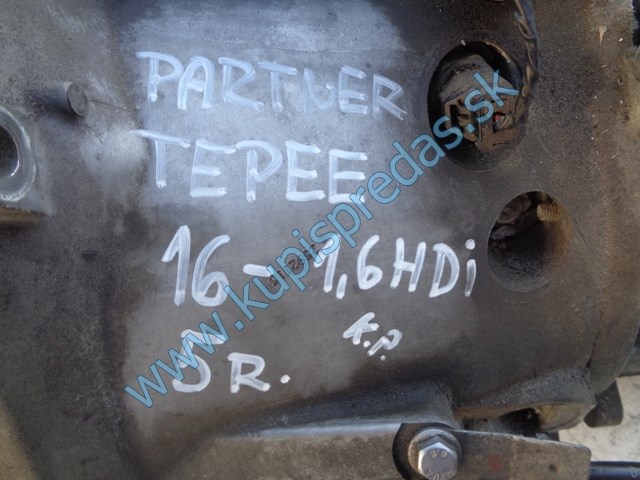 PARTNER
TEPEE
16- 1,6HDi
5R. K.P.
www.kupispredas.sk